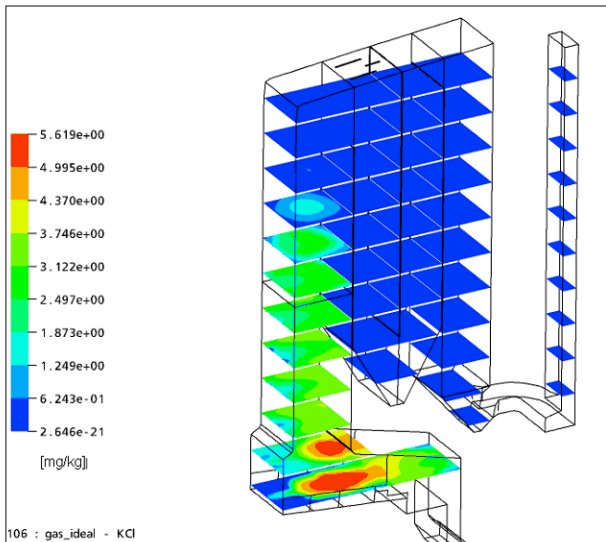 5.619e+00
4.995e+00
4.370e+00
3.746e+00
3.122e+00
2.497e+00
1.873e+00
1.249e+00
6.243e-01
2.646e-21
[mg/kg]]
106 : gas_ideal - KCl